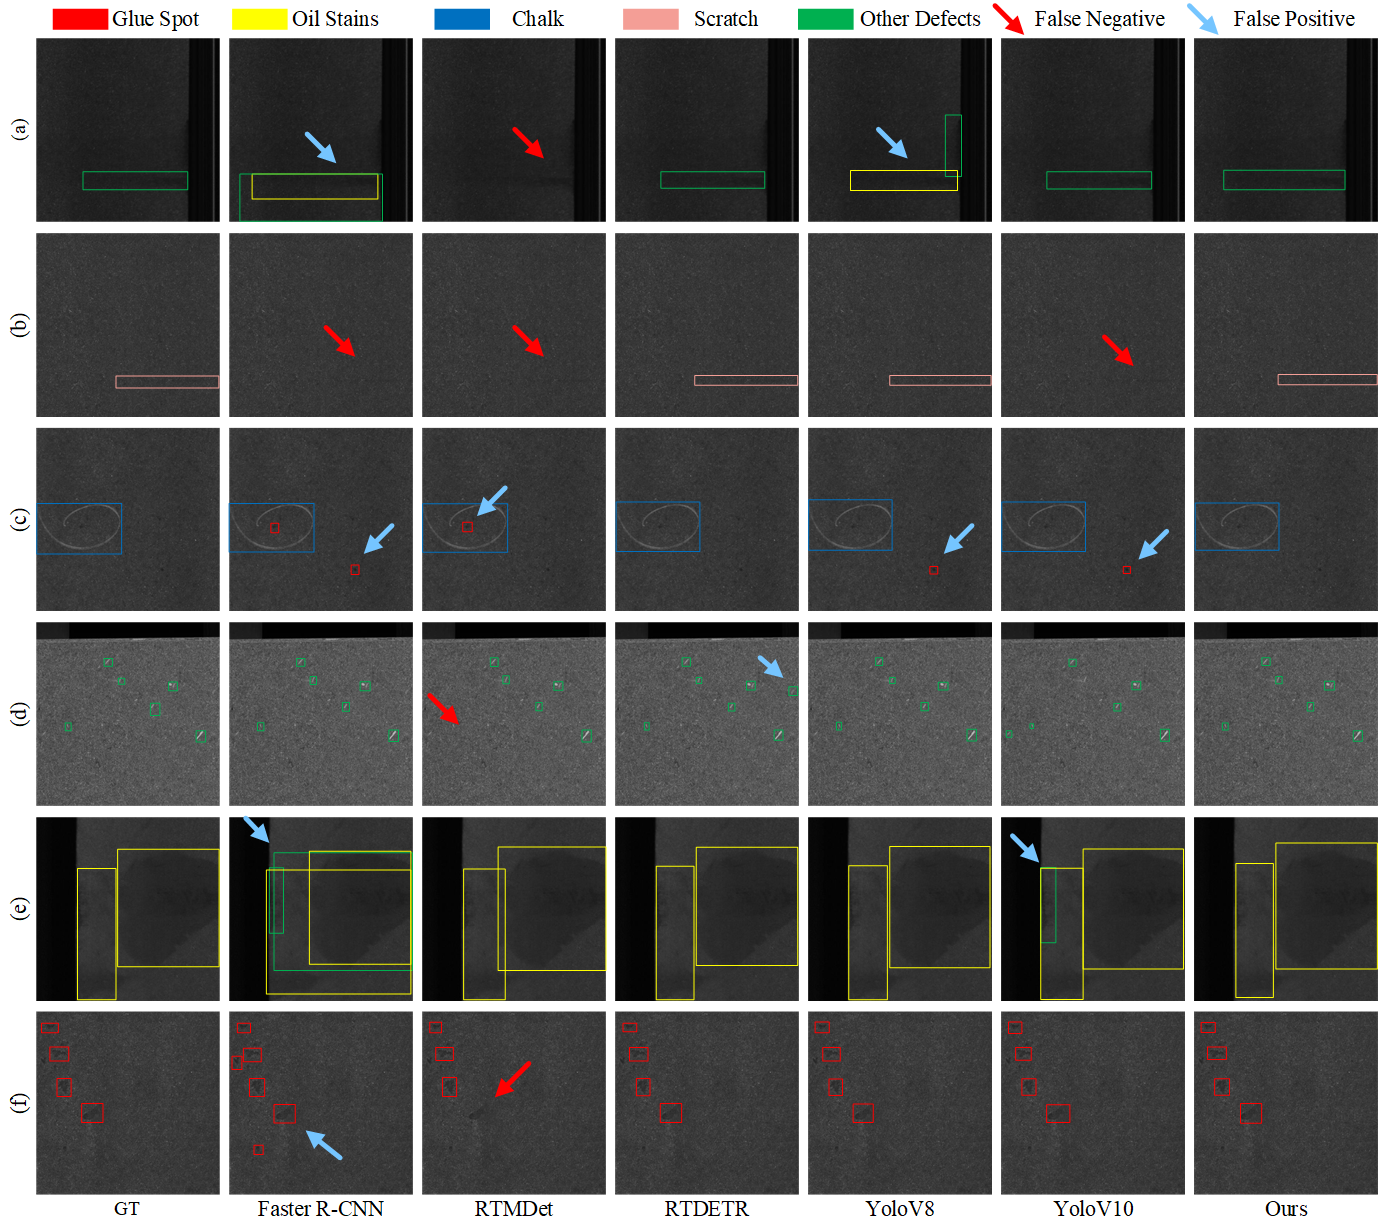 Glue Spot Oil Stains Chalk Scratch Other Defects False Negative False Positive
(a)
(b)
(c)
(d)
(e)
(f)
GT Faster R-CNN RTMDet RTDETR YoloV8 YoloV10 Ours